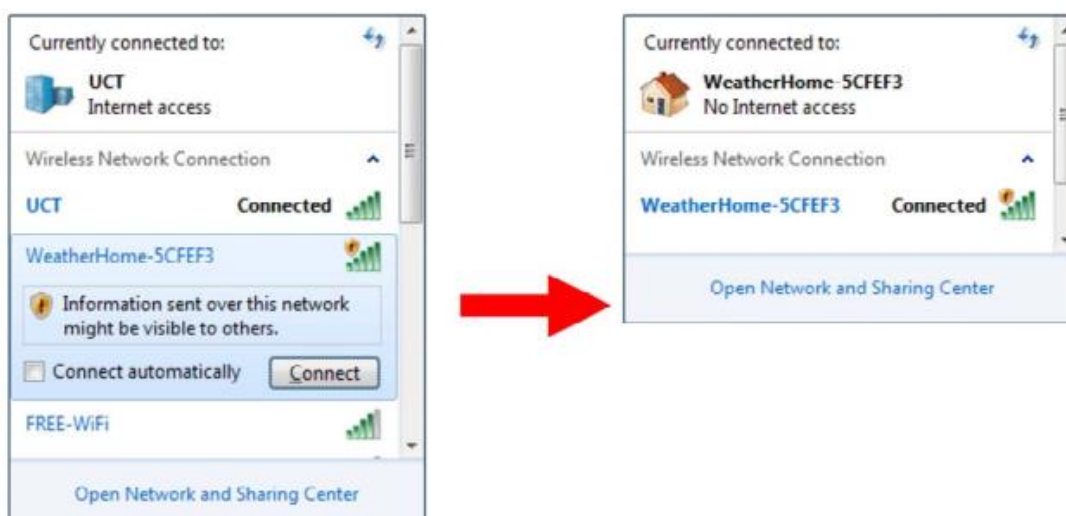 Currently connected to:
UCT
Internet access
Wireless Network Connection
UCT Connected
WeatherHome-5CFEF3
Information sent over this network
might be visible to others.
Connect automatically Connect
FREE-WiFi
Open Network and Sharing Center
Currently connected to:
WeatherHome-5CFEF3
No Internet access
Wireless Network Connection
WeatherHome-5CFEF3 Connected
Open Network and Sharing Center